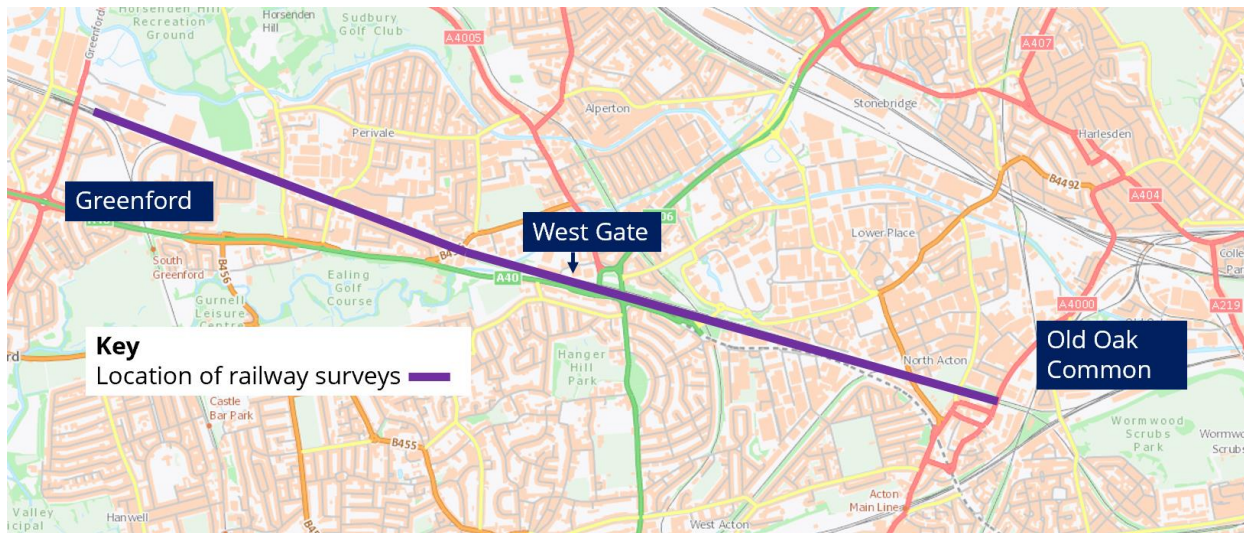 Horsenden Hill
Recreation
Ground
Horsenden
Hill
Sudbury
Golf Club
Greenford
A4005
A407
Alperton
Stonebridge
Perivale
Harlesden
B4492
A404
Greenford
West Gate
Lower Place
South
Greenford
B456
Ealing
Golf
Course
A40
A4000
A219
Gurnell
Leisure
Centre
Key
Location of railway surveys
Hanger
Hill
Park
North Acton
Old Oak
Common
Castle
Bar Park
B455
Wormwood
Scrubs
Park
Acton
Main Line
West Acton
Hanwell